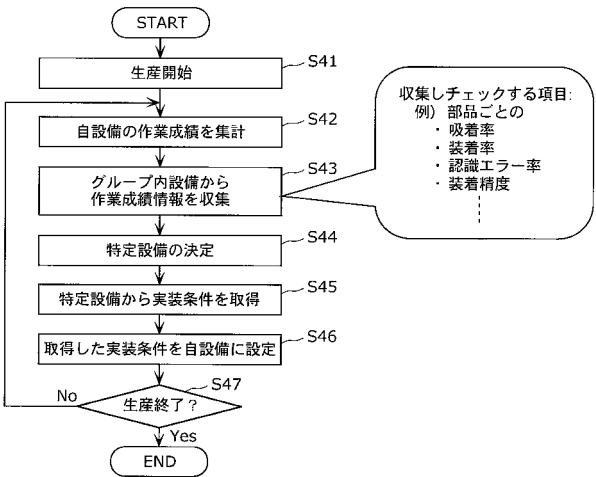 START
生産開始
S41
自設備の作業成績を集計
S42
グループ内設備から
作業成績情報を収集
S43
収集しチェックする項目:
例) 部品ごとの
・吸着率
・装着率
・認識エラー率
・装着精度
特定設備の決定
S44
特定設備から実装条件を取得
S45
取得した実装条件を自設備に設定
S46
生産終了?
S47
No
Yes
END